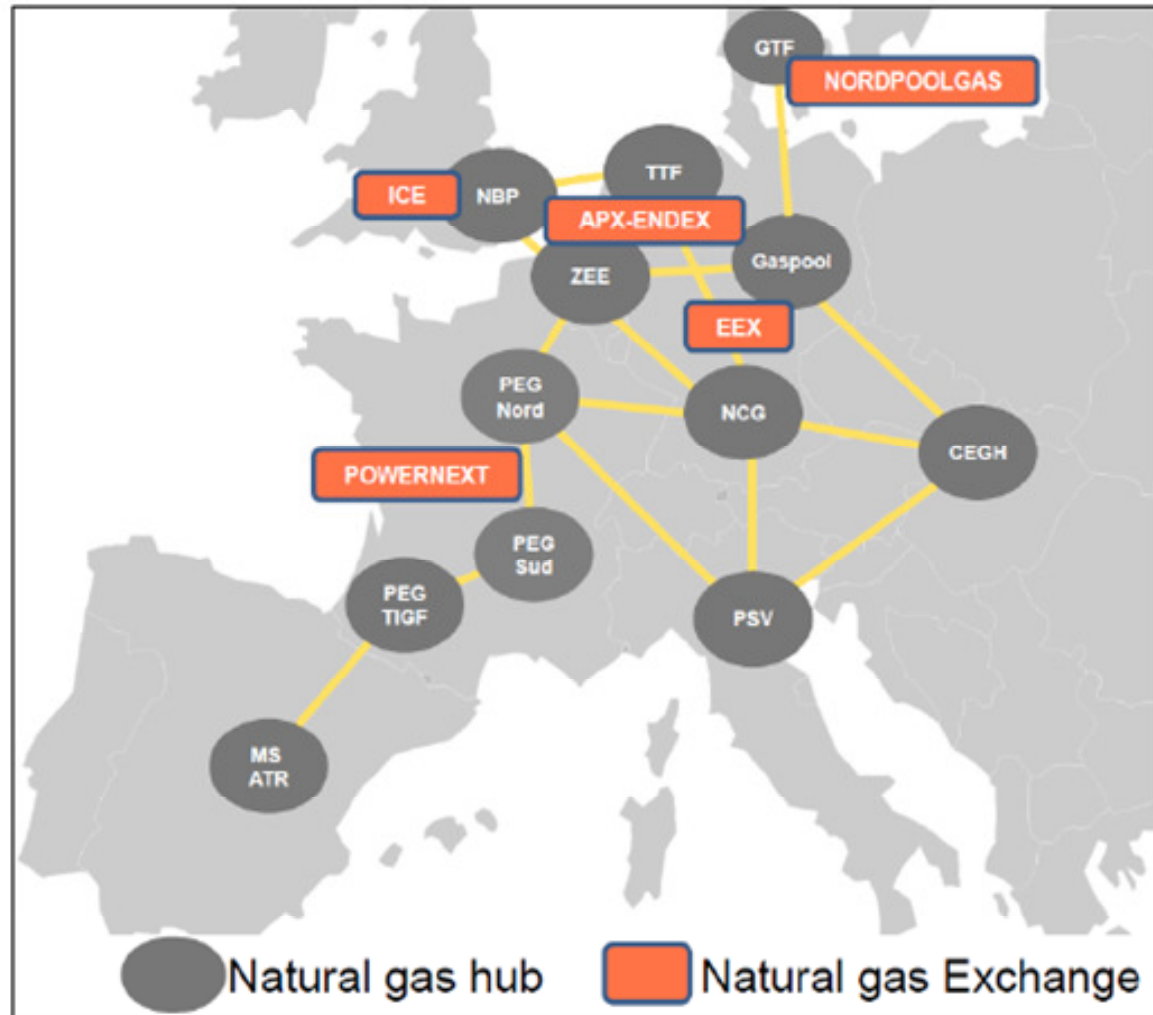 GTF
NORDPOOLGAS
TTF
ICE
NBP
APX-ENDEX
Gaspool
ZEE
EEX
PEG
Nord
NCG
CEGH
POWERNEXT
PEG
Sud
PEG
TIGF
PSV
MS
ATR
Natural gas hub
Natural gas Exchange